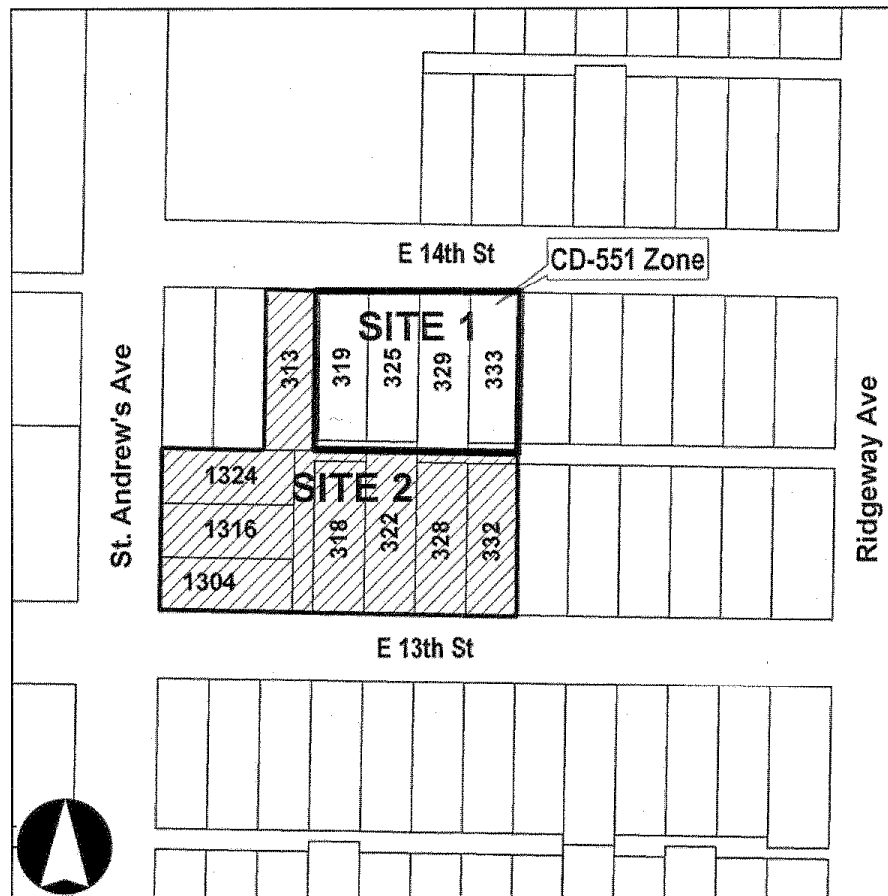 E 14th St
CD-551 Zone
SITE 1
313
319
325
329
333
St. Andrew's Ave
Ridgeway Ave
1324
SITE 2
1316
318
322
328
332
1304
E 13th St